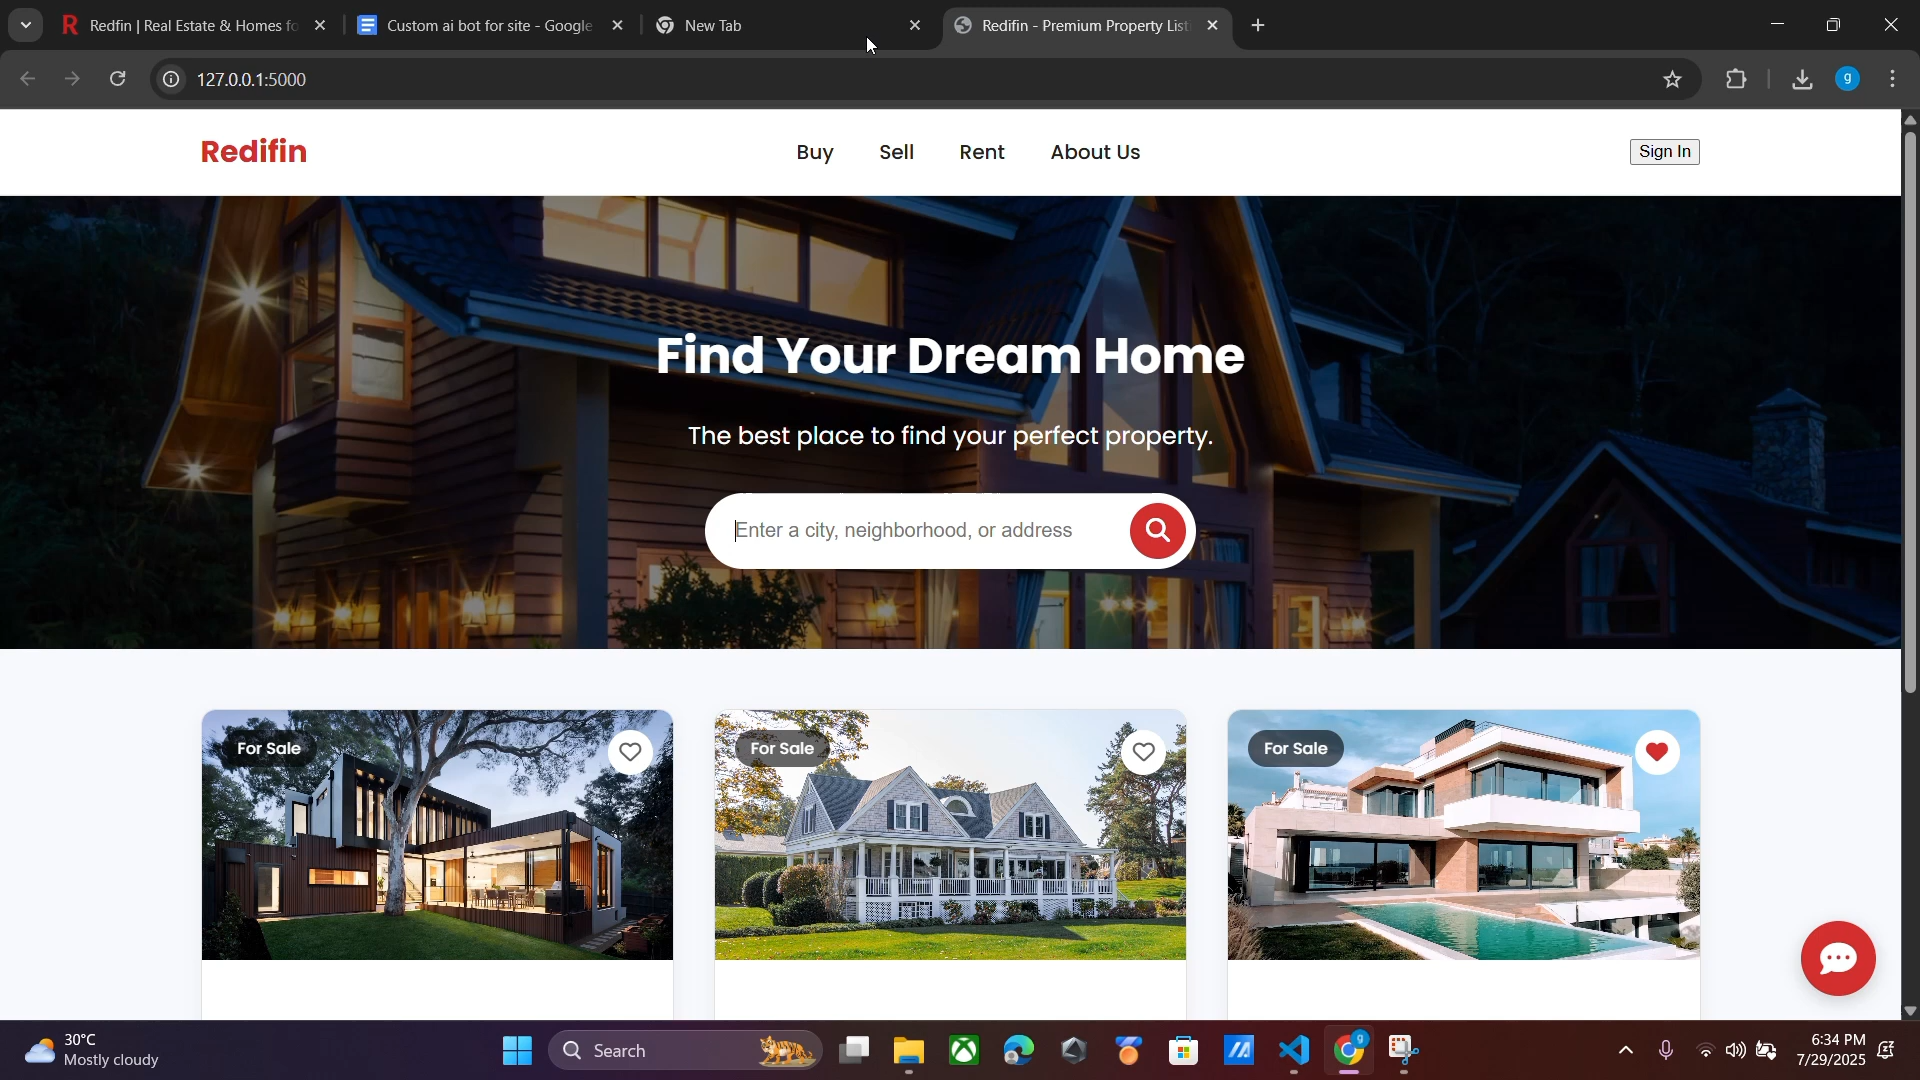 Redfin | Real Estate & Homes fo
Custom ai bot for site - Google
New Tab
Redifin - Premium Property List
127.0.0.1:5000
g
Redifin
Buy
Sell
Rent
About Us
Sign In
Find Your Dream Home
The best place to find your perfect property.
Enter a city, neighborhood, or address
For Sale
For Sale
For Sale
30°C
Mostly cloudy
Search
g
6:34 PM
7/29/2025